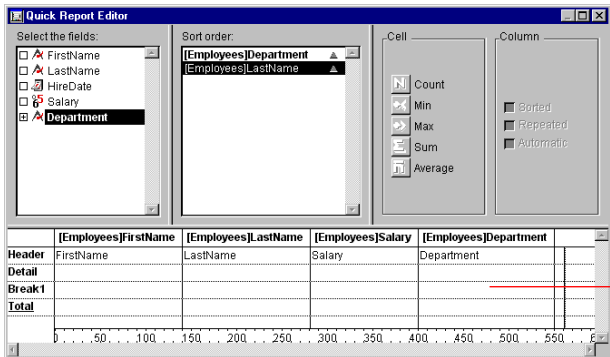 Quick Report Editor
Select the fields:
FirstName
LastName
HireDate
Salary
Department
Sort order:
[Employees]Department
[Employees]LastName
Cell
Count
Min
Max
Sum
Average
Column
Sorted
Repeated
Automatic
[Employees]FirstName [Employees]LastName [Employees]Salary [Employees]Department
Header FirstName LastName Salary Department
Detail
Break1
Total
0 50 100 150 200 250 300 350 400 450 500 550